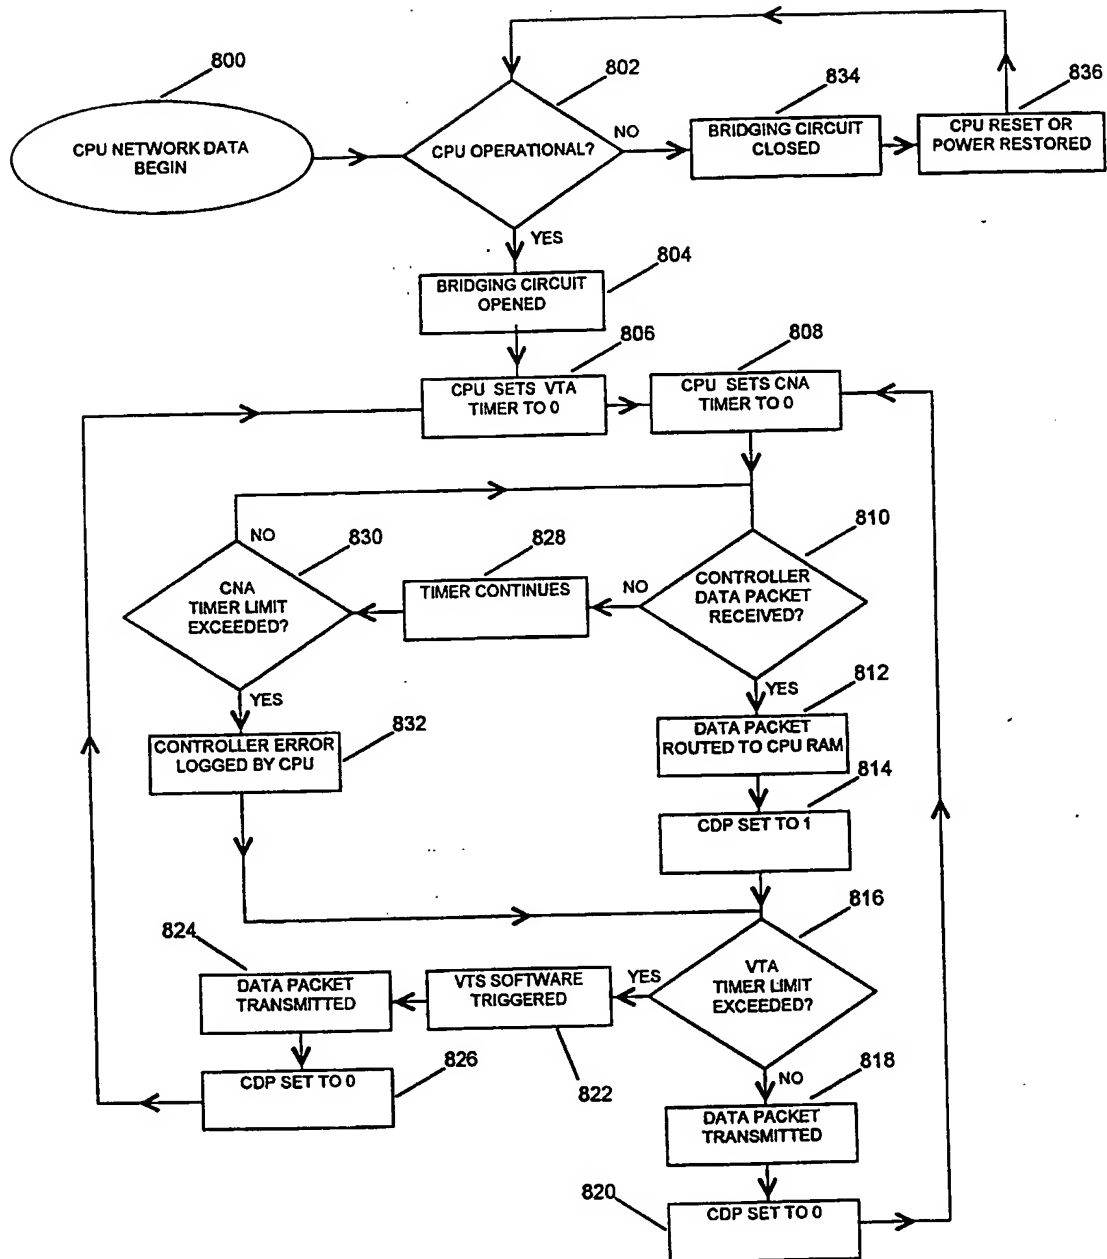 800
CPU NETWORK DATA
BEGIN
802
CPU OPERATIONAL?
NO
834
BRIDGING CIRCUIT
CLOSED
836
CPU RESET OR
POWER RESTORED
YES
804
BRIDGING CIRCUIT
OPENED
806
CPU SETS VTA
TIMER TO 0
808
CPU SETS CNA
TIMER TO 0
810
CONTROLLER
DATA PACKET
RECEIVED?
NO
828
TIMER CONTINUES
830
CNA
TIMER LIMIT
EXCEEDED?
NO
YES
832
CONTROLLER ERROR
LOGGED BY CPU
YES
812
DATA PACKET
ROUTED TO CPU RAM
814
CDP SET TO 1
816
VTA
TIMER LIMIT
EXCEEDED?
YES
VTS SOFTWARE
TRIGGERED
822
824
DATA PACKET
TRANSMITTED
CDP SET TO 0
826
NO
818
DATA PACKET
TRANSMITTED
820
CDP SET TO 0